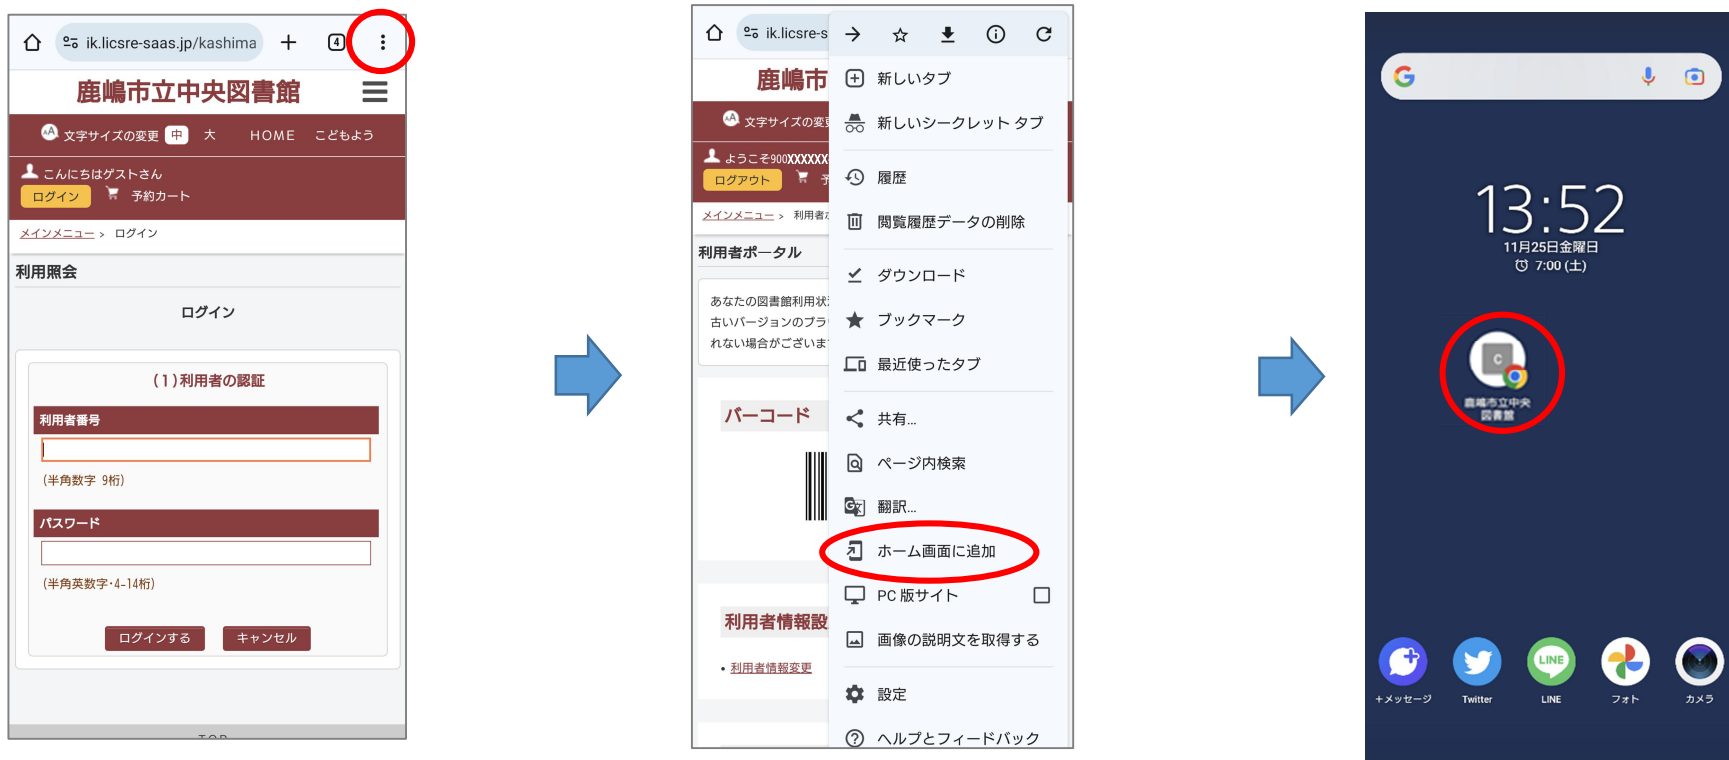 ik.licsre-saas.jp/kashima
4
鹿嶋市立中央図書館
文字サイズの変更 中 大 HOME こどもよう
こんにちはゲストさん
ログイン 予約カート
メインメニュー > ログイン
利用照会
ログイン
(1)利用者の認証
利用者番号
(半角数字 9桁)
パスワード
(半角英数字・4-14桁)
ログインする キャンセル
ik.licsre-s
鹿嶋市
文字サイズの変
ようこそ900XXXXXX
ログアウト
メインメニュー > 利用者
利用者ポータル
あなたの図書館利用状
古いバージョンのブラ
れない場合がございま
バーコード
利用者情報設
• 利用者情報変更
新しいタブ
新しいシークレット タブ
履歴
閲覧履歴データの削除
ダウンロード
ブックマーク
最近使ったタブ
共有...
ページ内検索
翻訳...
ホーム画面に追加
PC 版サイト
画像の説明文を取得する
設定
ヘルプとフィードバック
13:52
11月25日金曜日
7:00 (土)
C
鹿嶋市立中央
図書館
+メッセージ Twitter LINE フォト カメラ
LINE